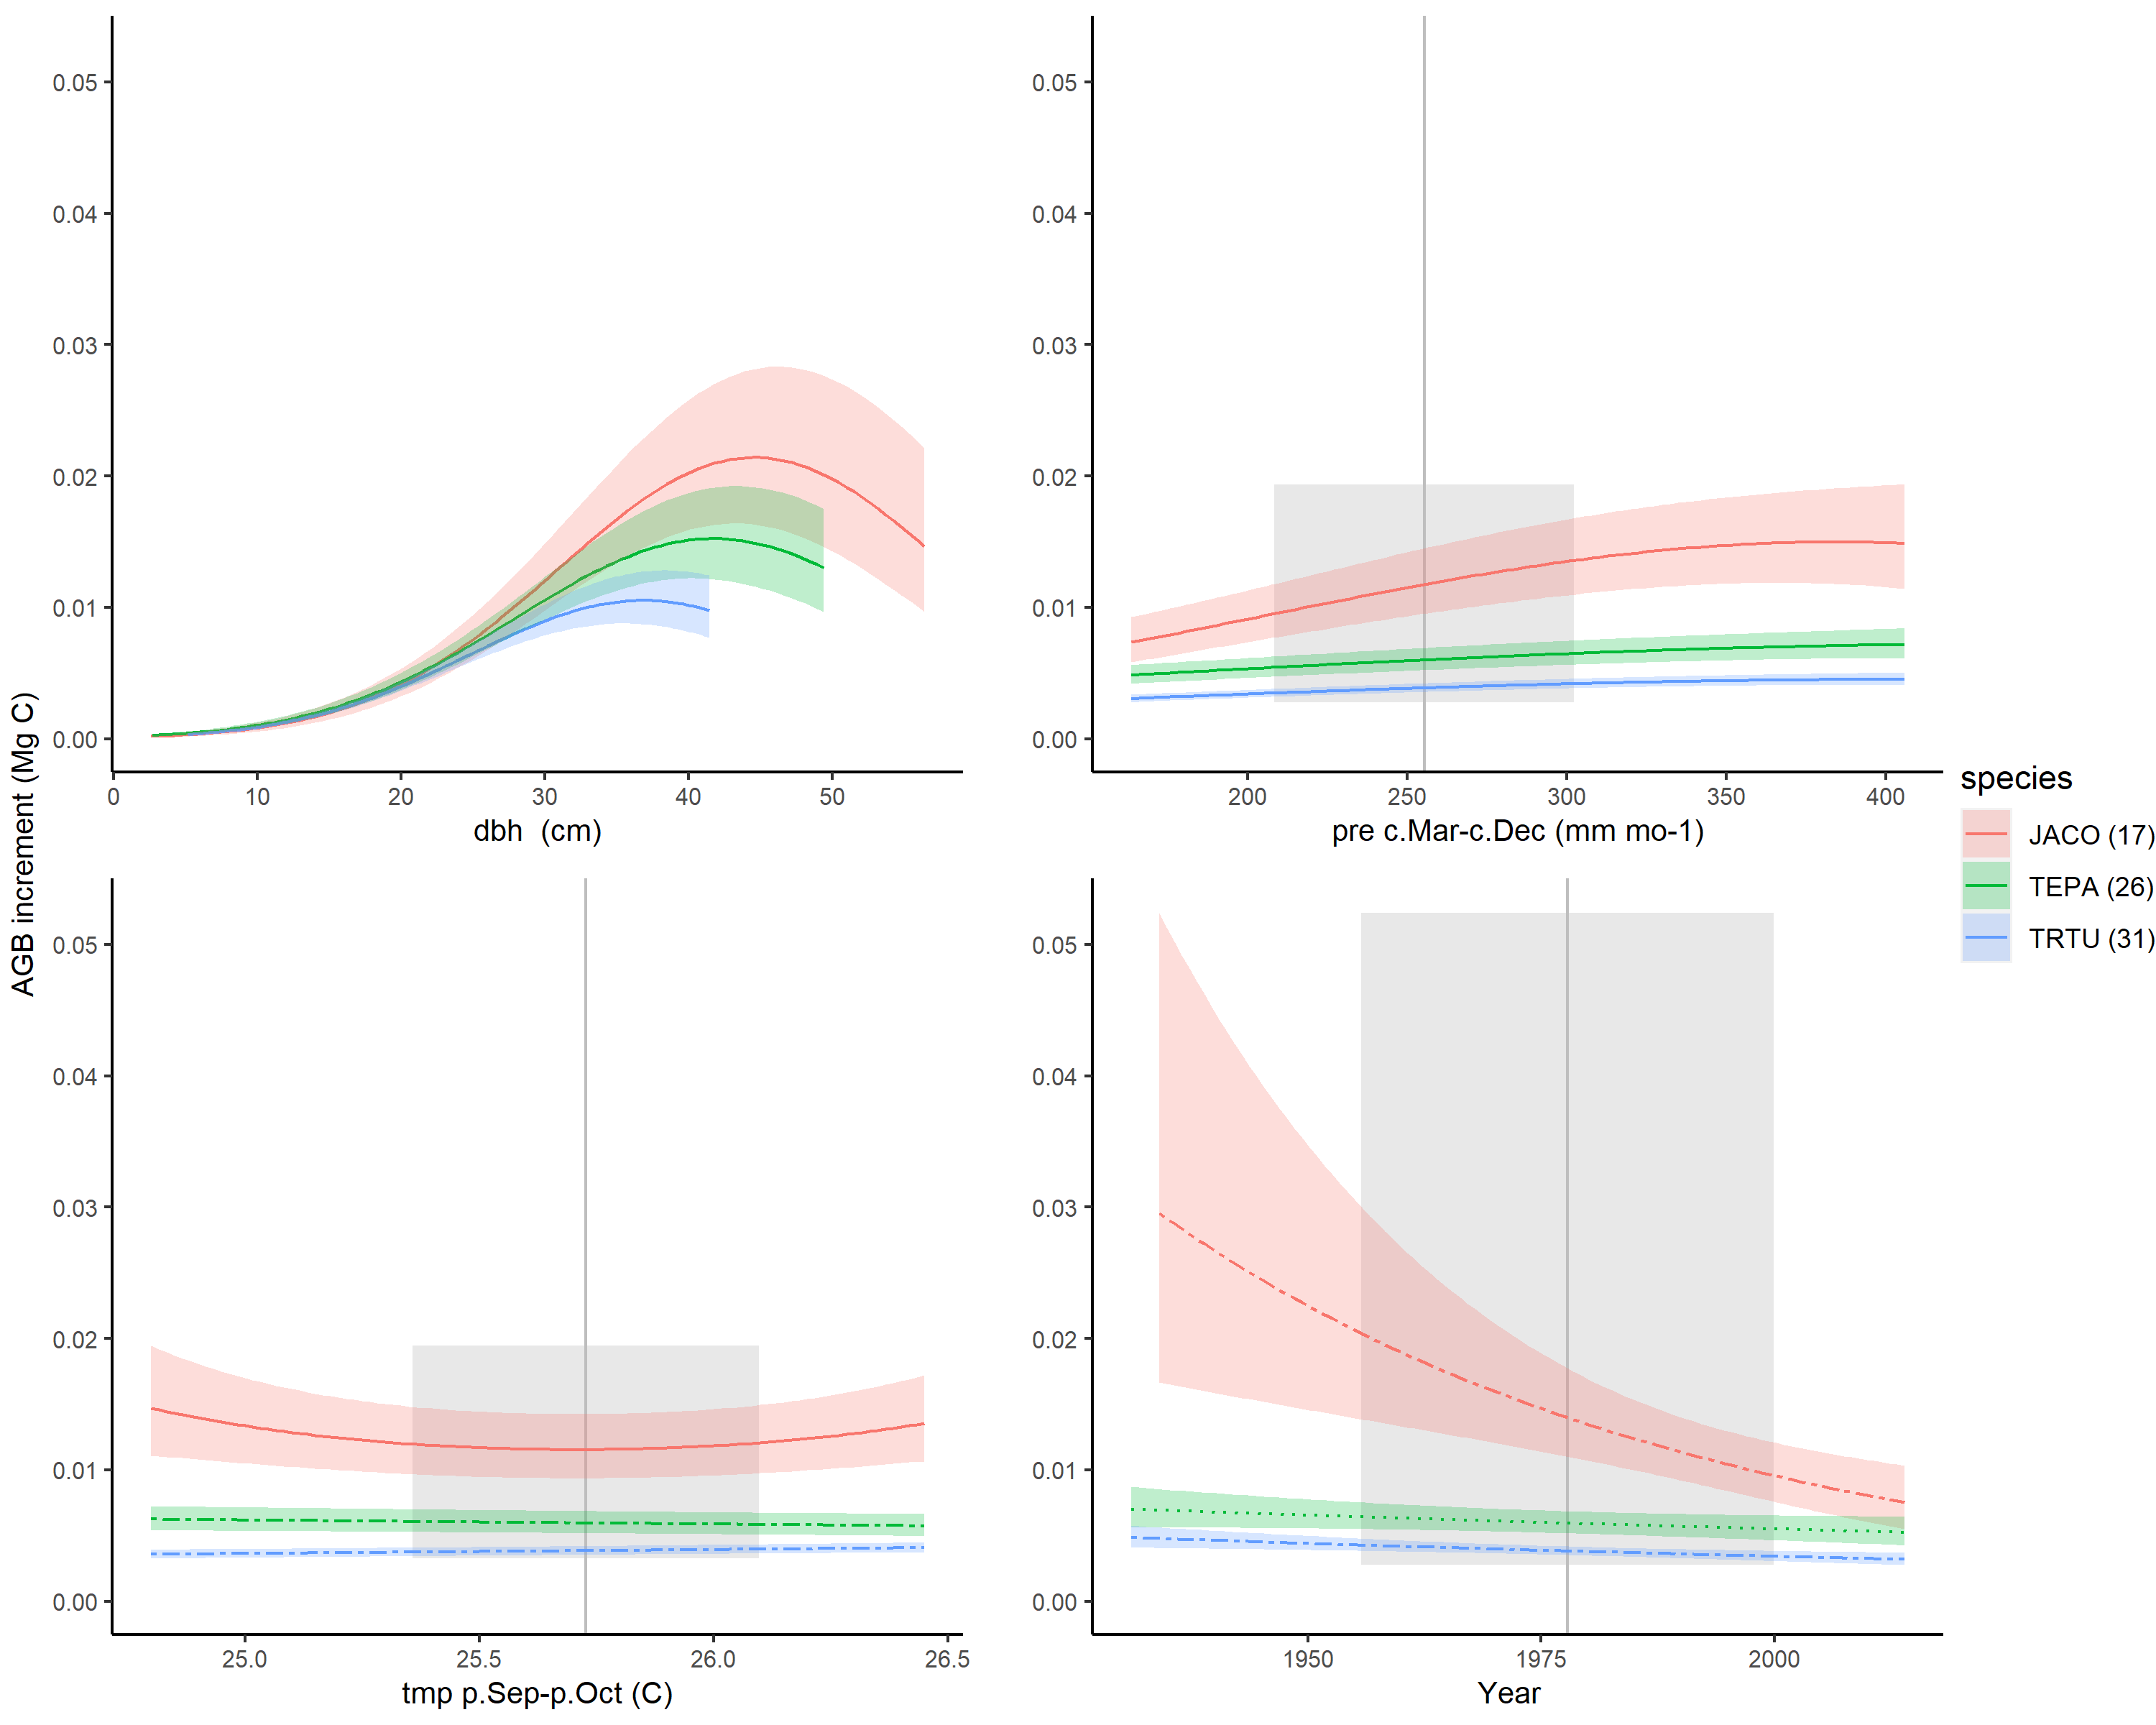 AGB increment (Mg C)
0.05
0.04
0.03
0.02
0.01
0.00
0 10 20 30 40 50
dbh (cm)
0.05
0.04
0.03
0.02
0.01
0.00
200 250 300 350 400
pre c.Mar-c.Dec (mm mo-1)
0.05
0.04
0.03
0.02
0.01
0.00
25.0 25.5 26.0 26.5
tmp p.Sep-p.Oct (C)
0.05
0.04
0.03
0.02
0.01
0.00
1950 1975 2000
Year
species
JACO (17)
TEPA (26)
TRTU (31)